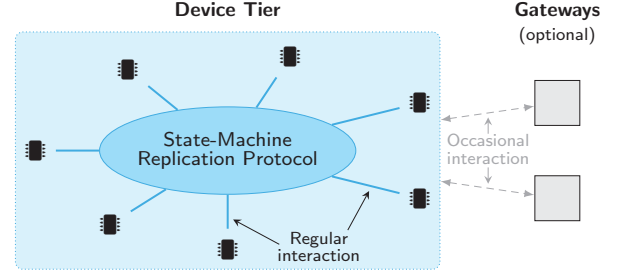 Device Tier
Gateways
(optional)
State-Machine
Replication Protocol
Occasional
interaction
Regular
interaction